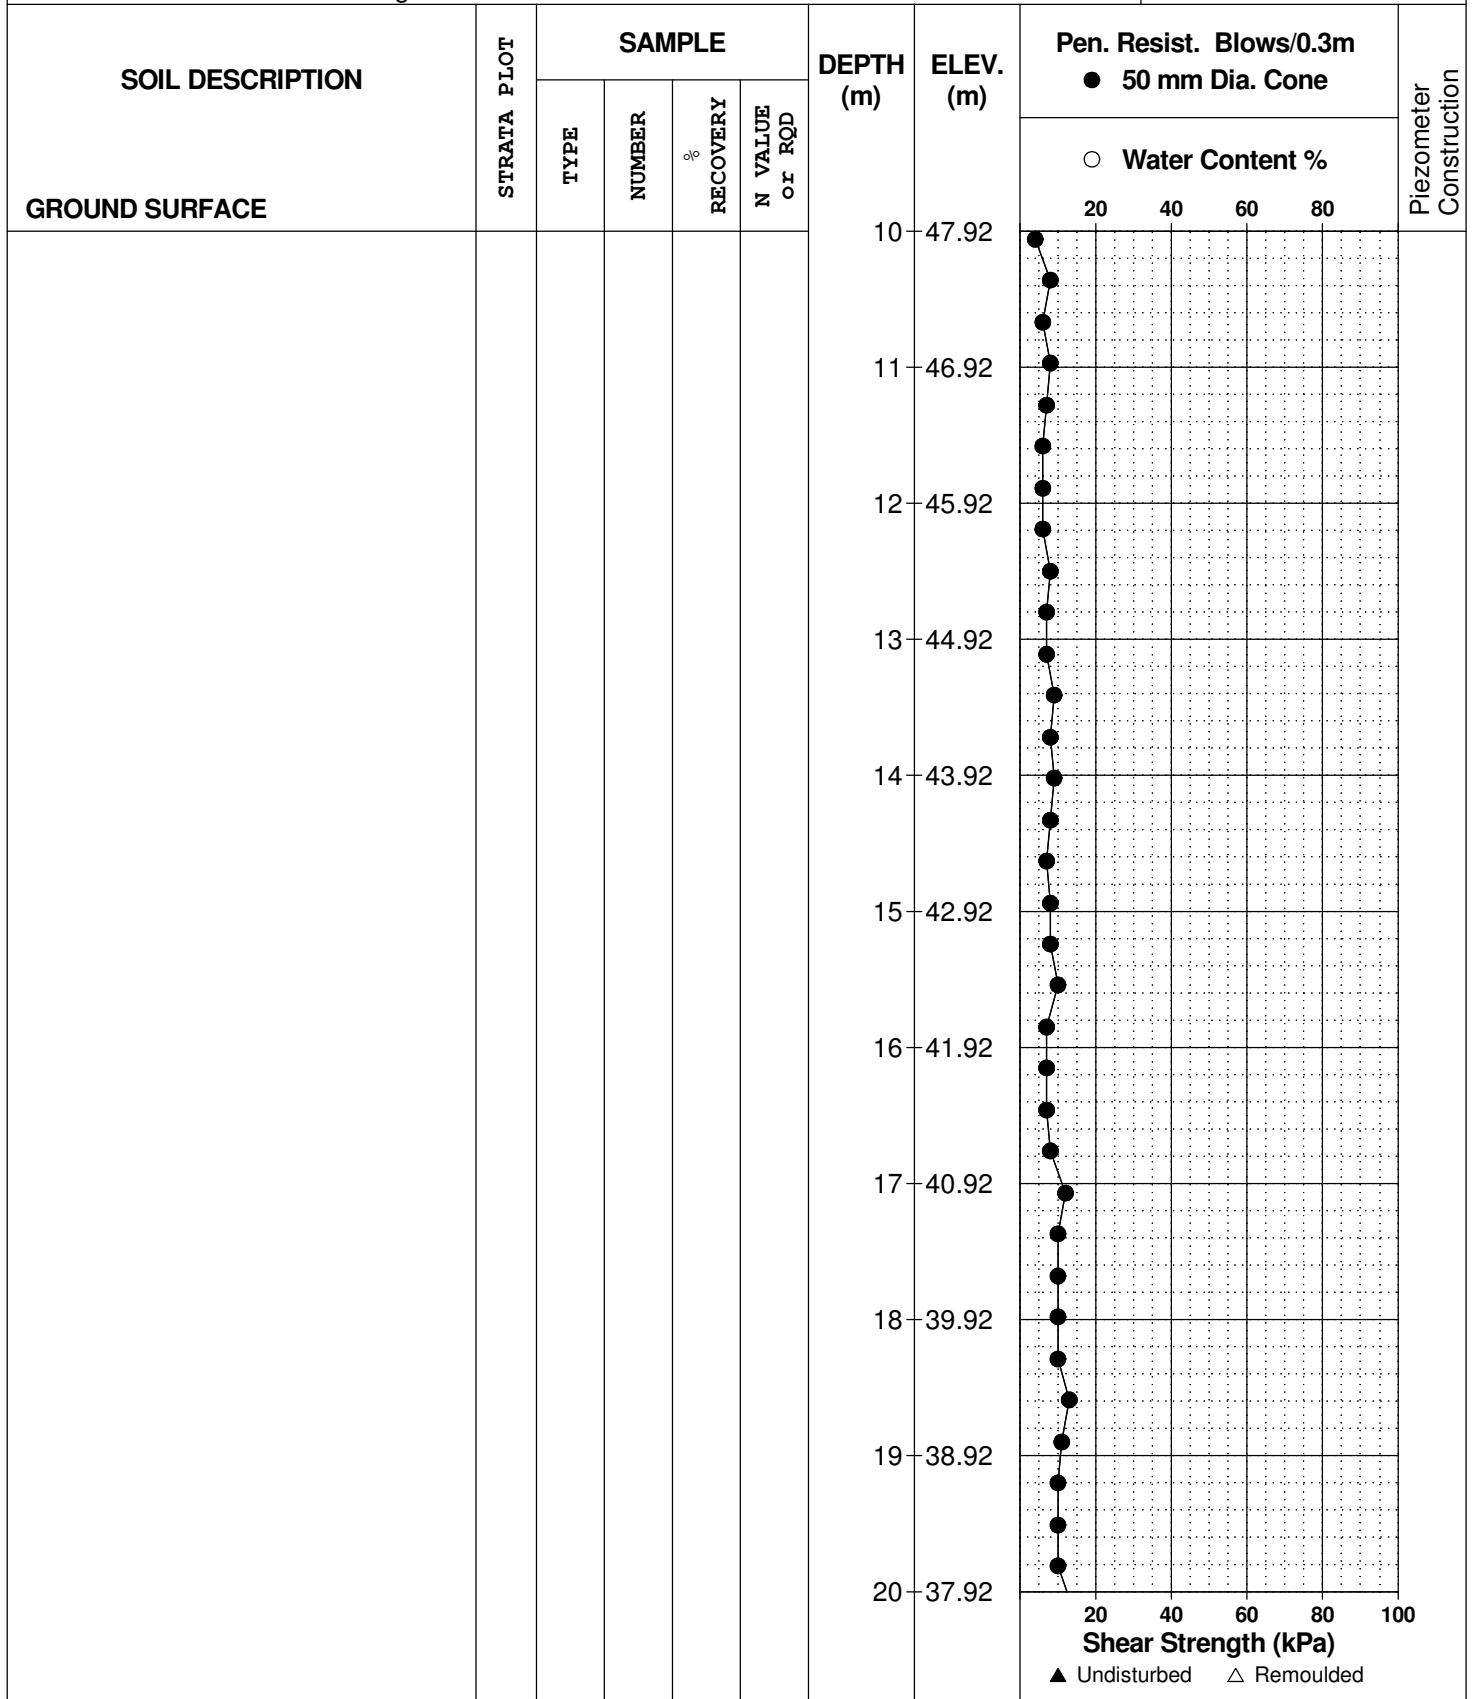 SOIL DESCRIPTION
GROUND SURFACE
STRATA PLOT
SAMPLE
TYPE
NUMBER
%
RECOVERY
N VALUE
or RQD
DEPTH
(m)
ELEV.
(m)
Pen. Resist. Blows/0.3m
● 50 mm Dia. Cone
○ Water Content %
20 40 60 80
Piezometer
Construction
10 47.92
11 46.92
12 45.92
13 44.92
14 43.92
15 42.92
16 41.92
17 40.92
18 39.92
19 38.92
20 37.92
20 40 60 80 100
Shear Strength (kPa)
▲ Undisturbed △ Remoulded